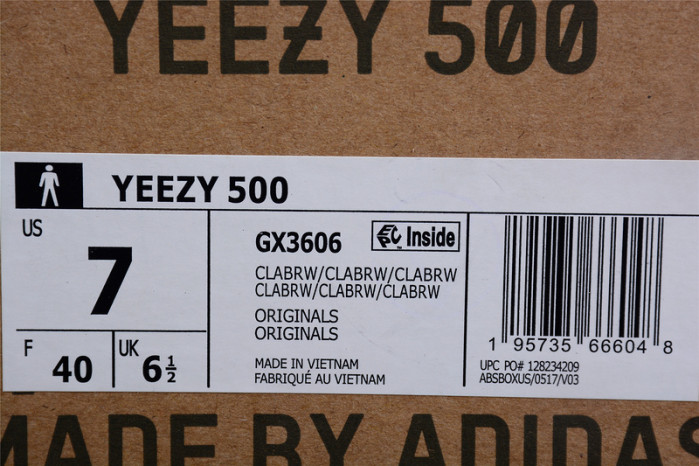 YEEZY 500
YEEZY 500
US
7
F
40
UK
6 1/2
GX3606
EPC Inside
CLABRW/CLABRW/CLABRW
CLABRW/CLABRW/CLABRW
ORIGINALS
ORIGINALS
MADE IN VIETNAM
FABRIQUÉ AU VIETNAM
1 95735 66604 8
UPC PO# 128234209
ABSBOXUS/0517/V03
MADE BY ADIDAS